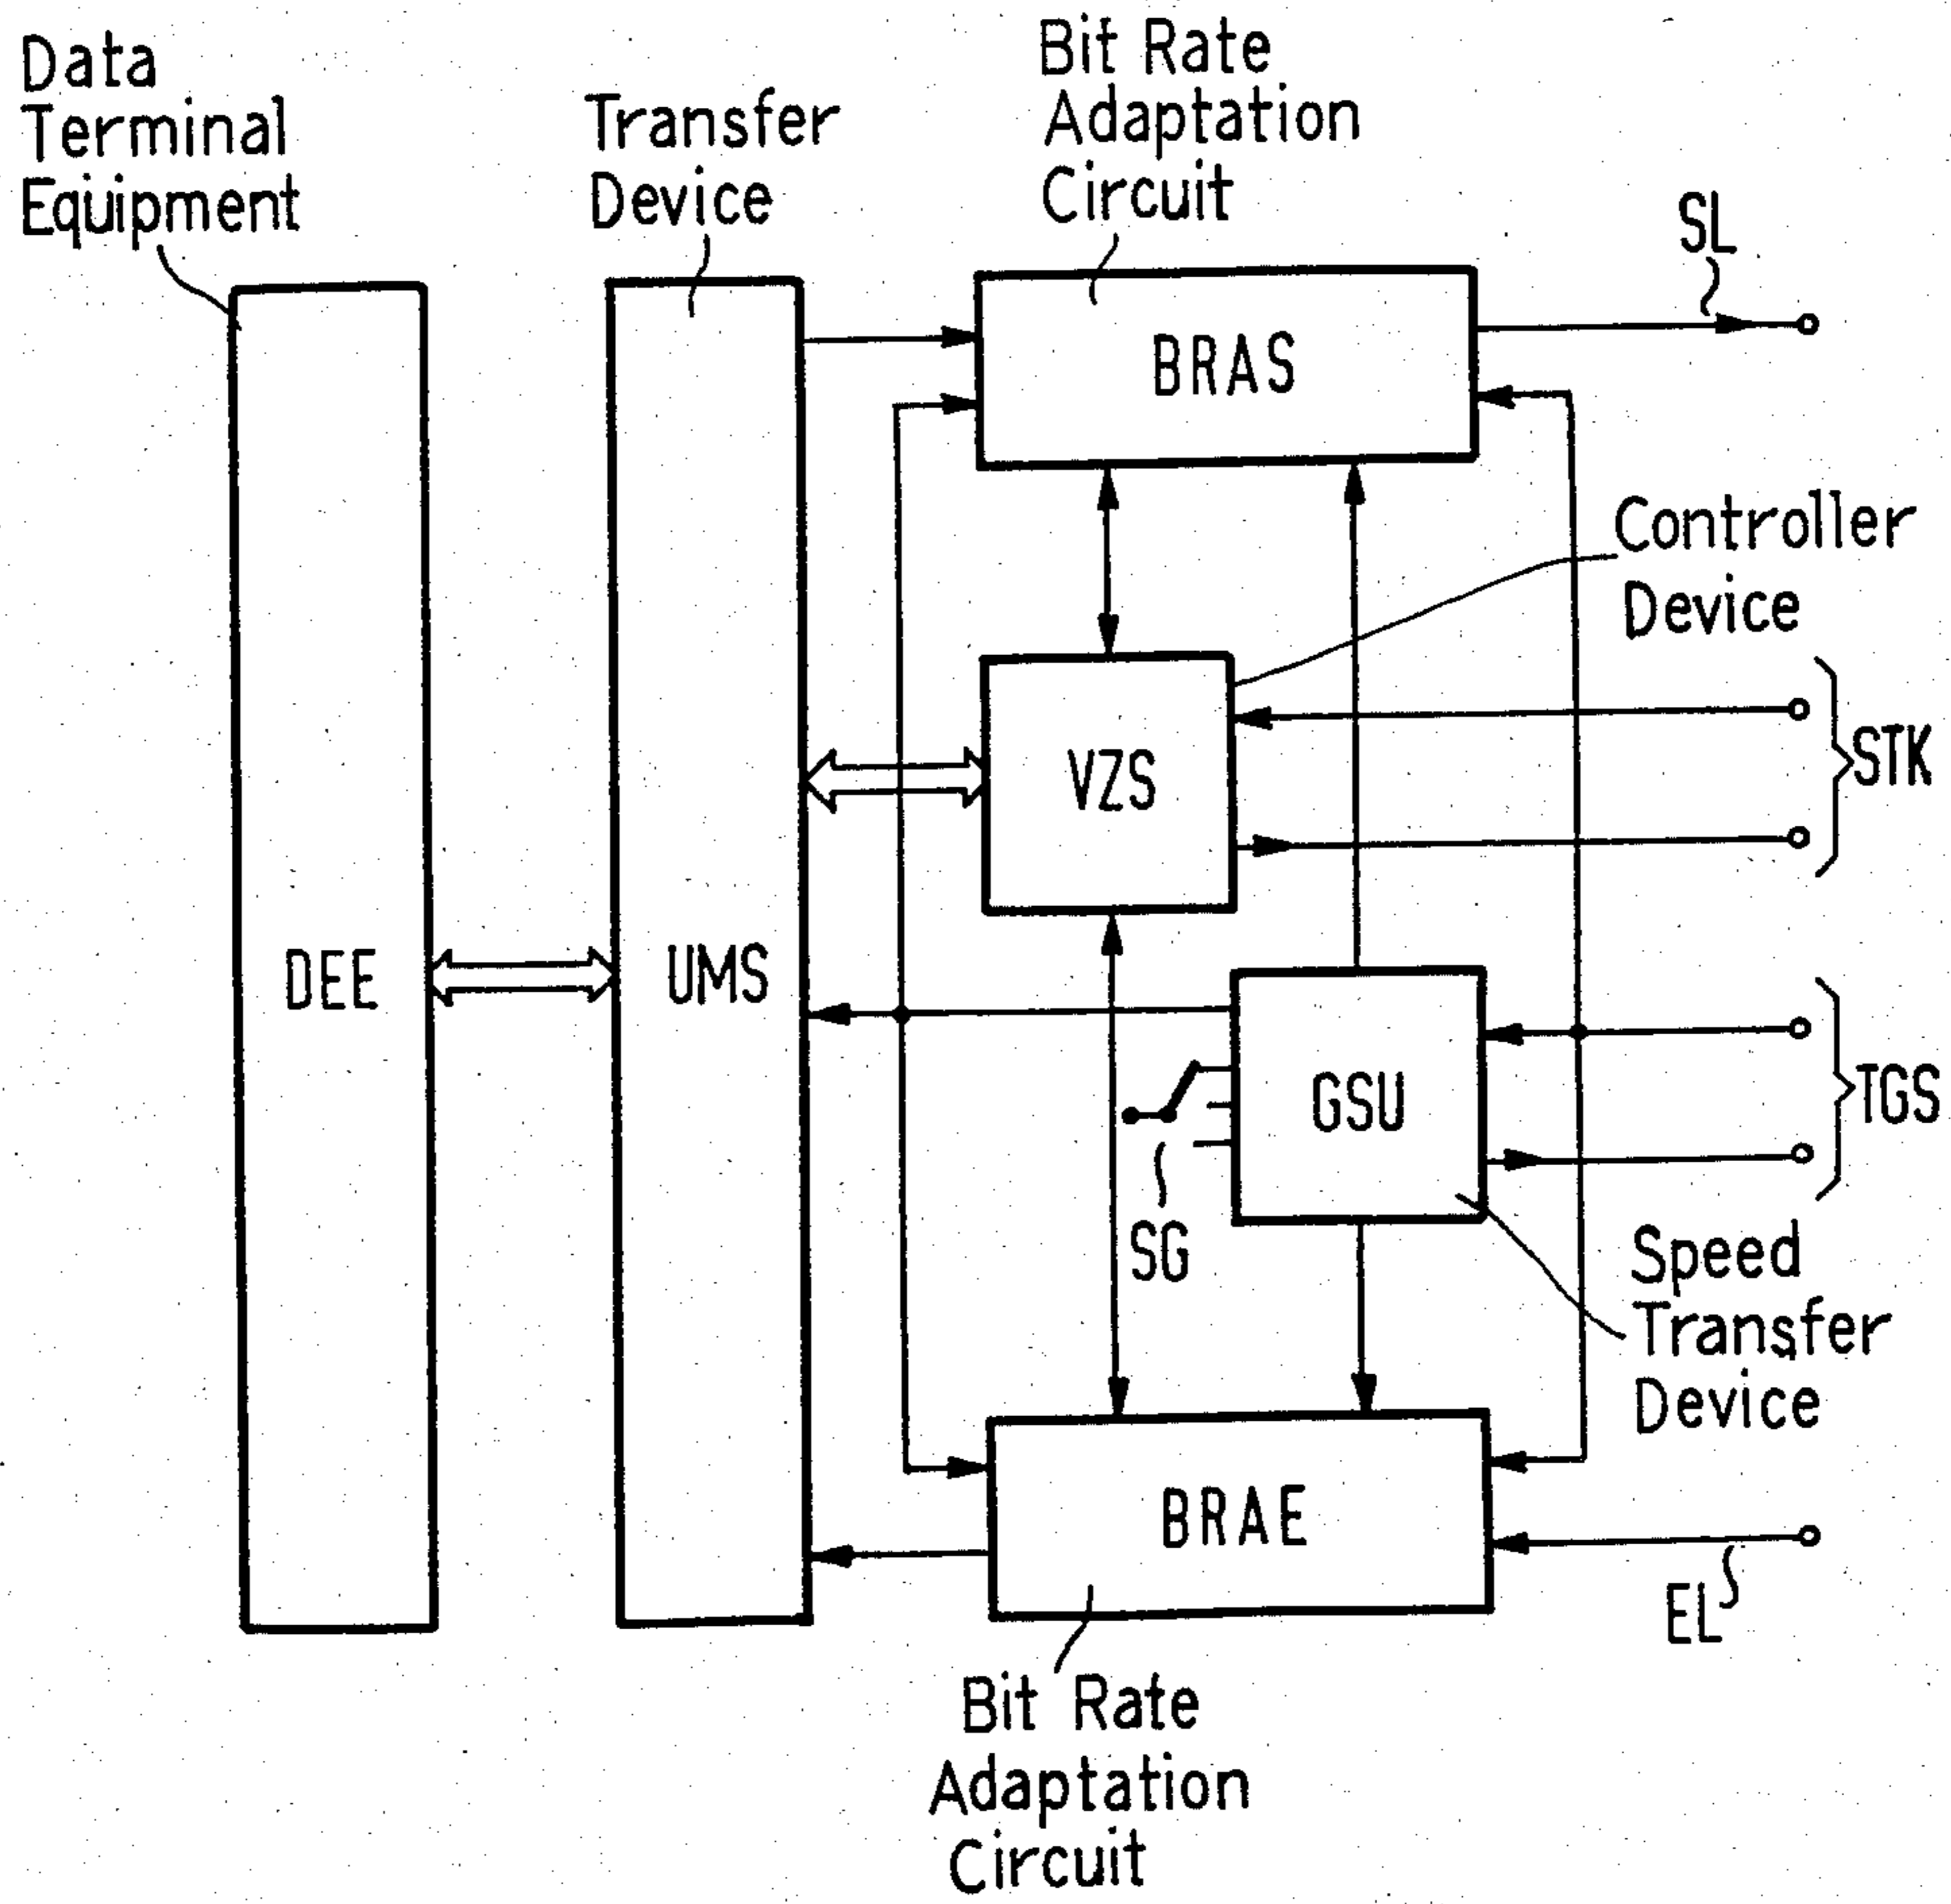 Data
Terminal
Equipment
Transfer
Device
Bit Rate
Adaptation
Circuit
SL
BRAS
Controller
Device
VZS
STK
DEE
UMS
GSU
TGS
SG
Speed
Transfer
Device
BRAE
EL
Bit Rate
Adaptation
Circuit